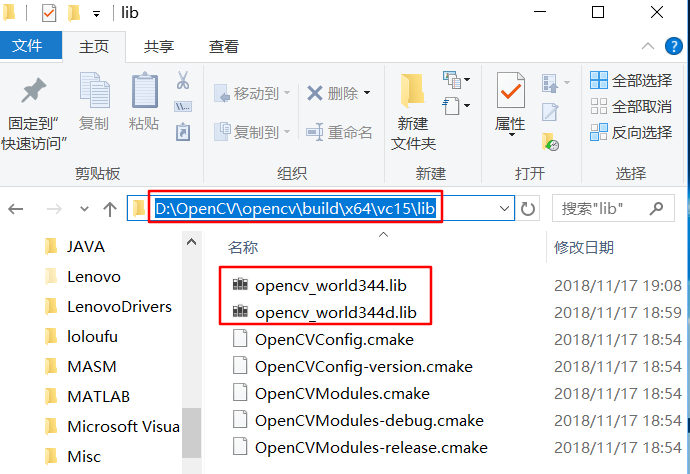 lib
文件 主页 共享 查看
固定到“快速访问” 复制 粘贴 移动到 复制到 删除 重命名 新建文件夹 属性 全部选择 全部取消 反向选择
剪贴板 组织 新建 打开 选择
D:\OpenCV\opencv\build\x64\vc15\lib 搜索"lib"
名称 修改日期
JAVA
Lenovo
LenovoDrivers
loloufu
MASM
MATLAB
Microsoft Visua
Misc
opencv_world344.lib 2018/11/17 19:08
opencv_world344d.lib 2018/11/17 18:59
OpenCVConfig.cmake 2018/11/17 18:54
OpenCVConfig-version.cmake 2018/11/17 18:54
OpenCVModules.cmake 2018/11/17 18:54
OpenCVModules-debug.cmake 2018/11/17 18:54
OpenCVModules-release.cmake 2018/11/17 18:54